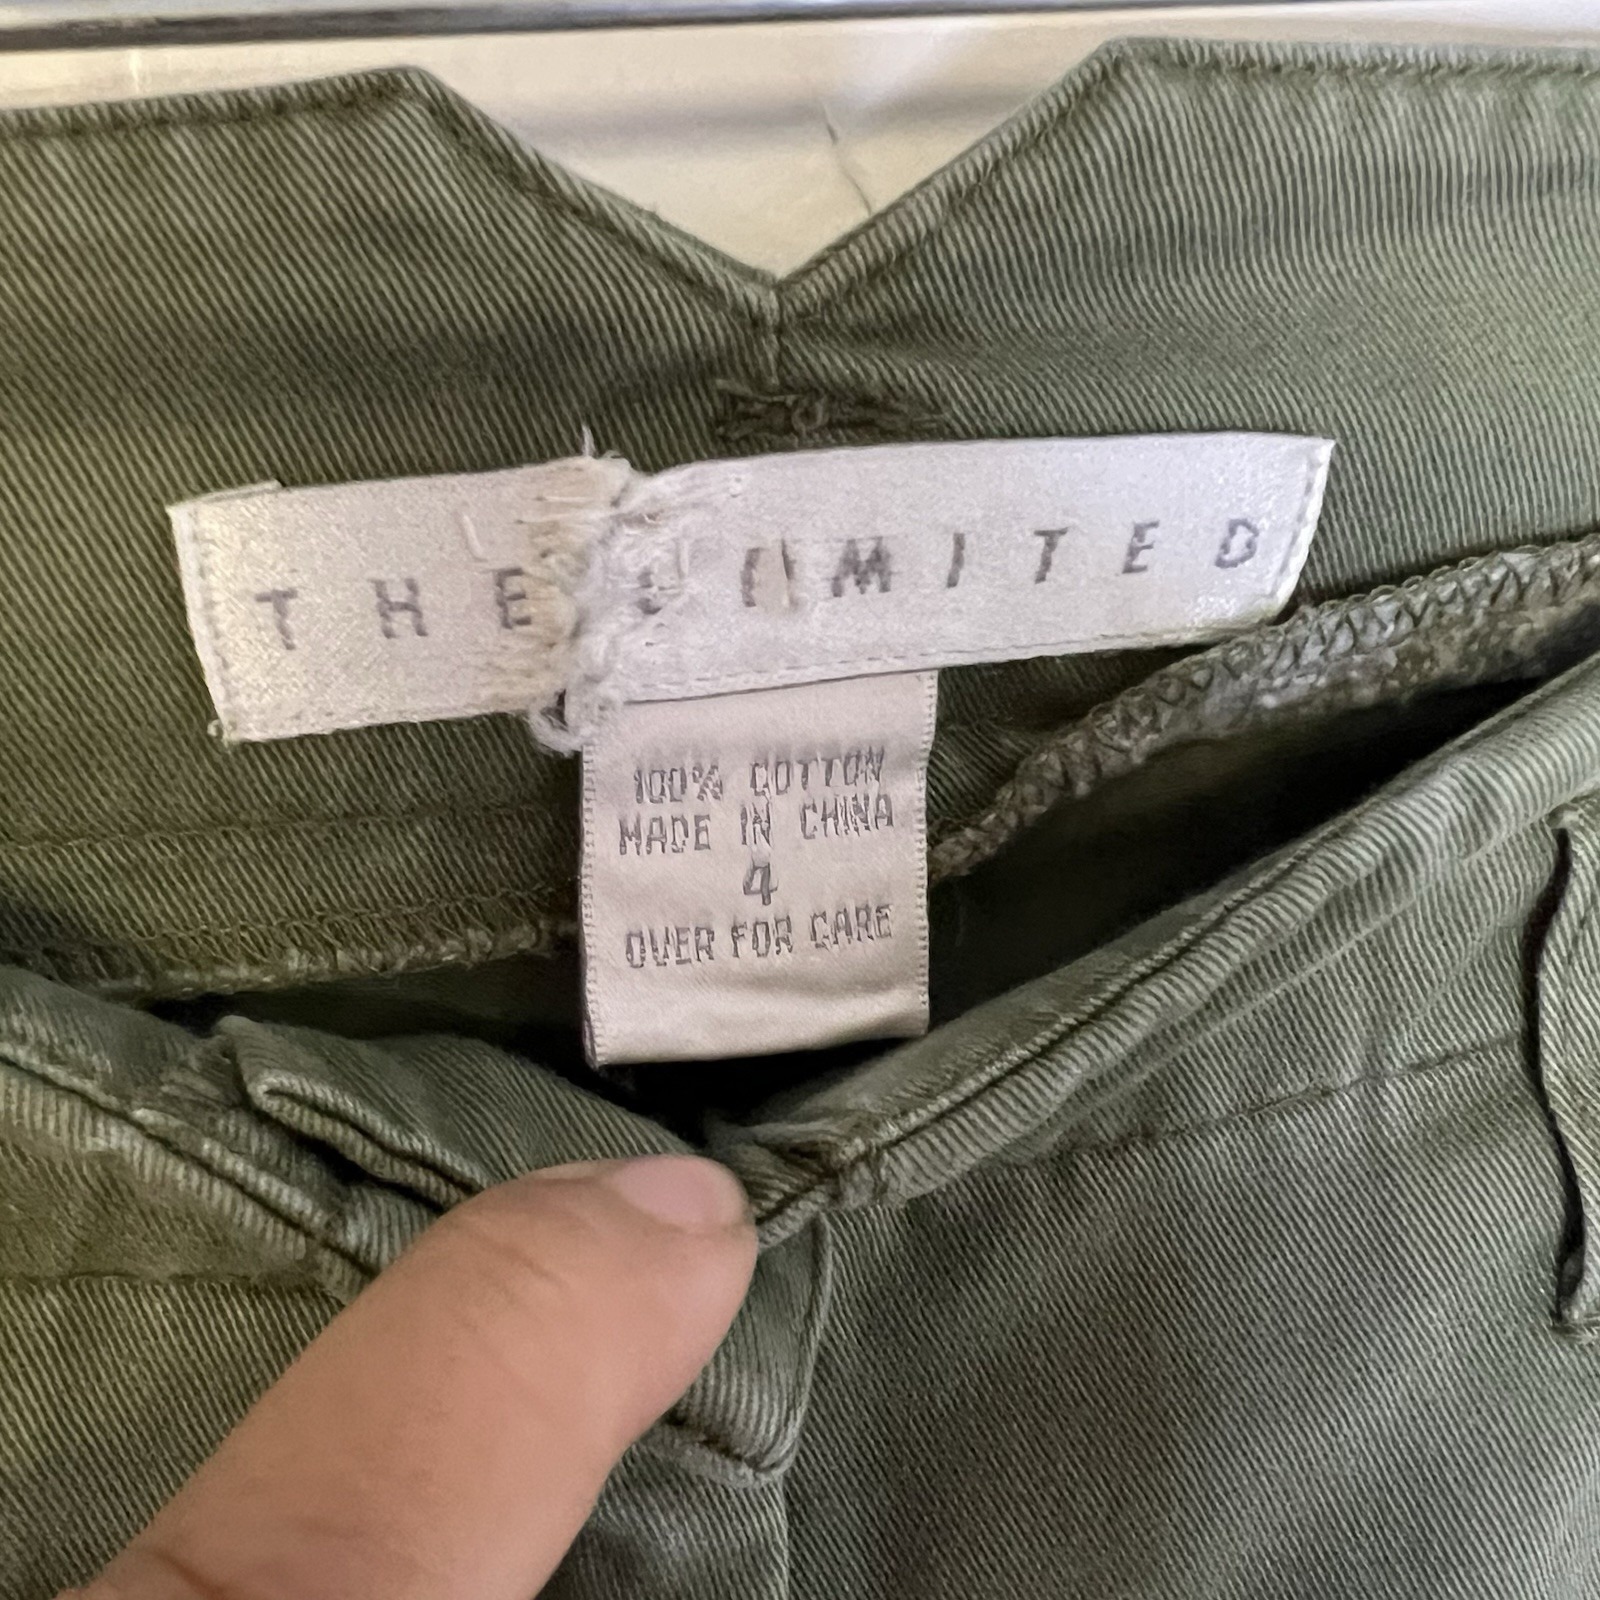 THE LIMITED
100% COTTON
MADE IN CHINA
4
OVER FOR CARE